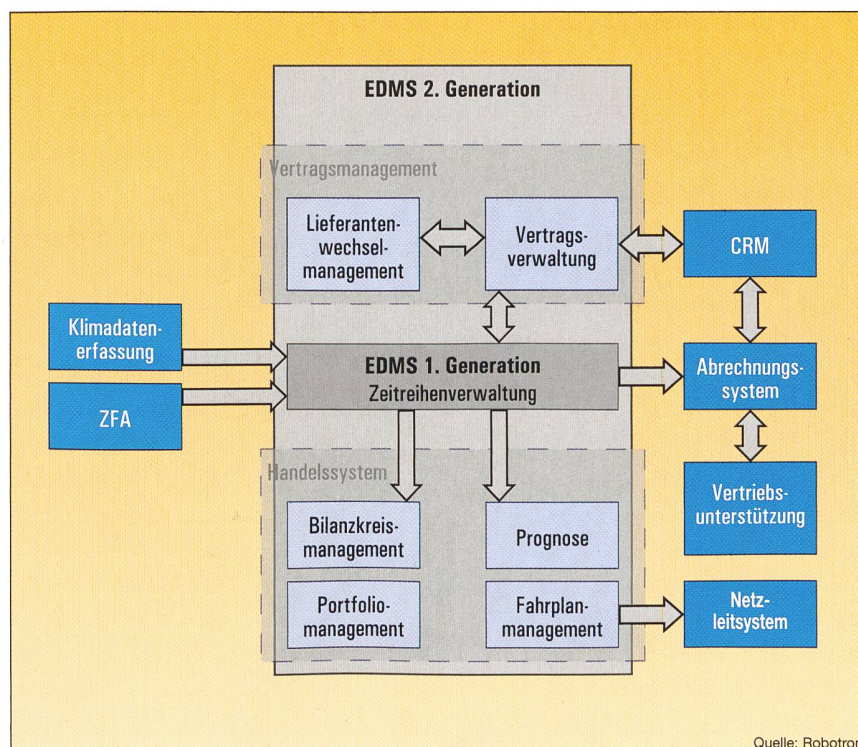 EDMS 2. Generation
Vertragsmanagement
Lieferanten-
wechsel-
management
Vertrags-
verwaltung
CRM
Klimadaten-
erfassung
EDMS 1. Generation
Zeitreihenverwaltung
Abrechnungs-
system
ZFA
Handelssystem
Bilanzkreis-
management
Prognose
Vertriebs-
unterstützung
Portfolio-
management
Fahrplan-
management
Netz-
leitsystem
Quelle: Robotron